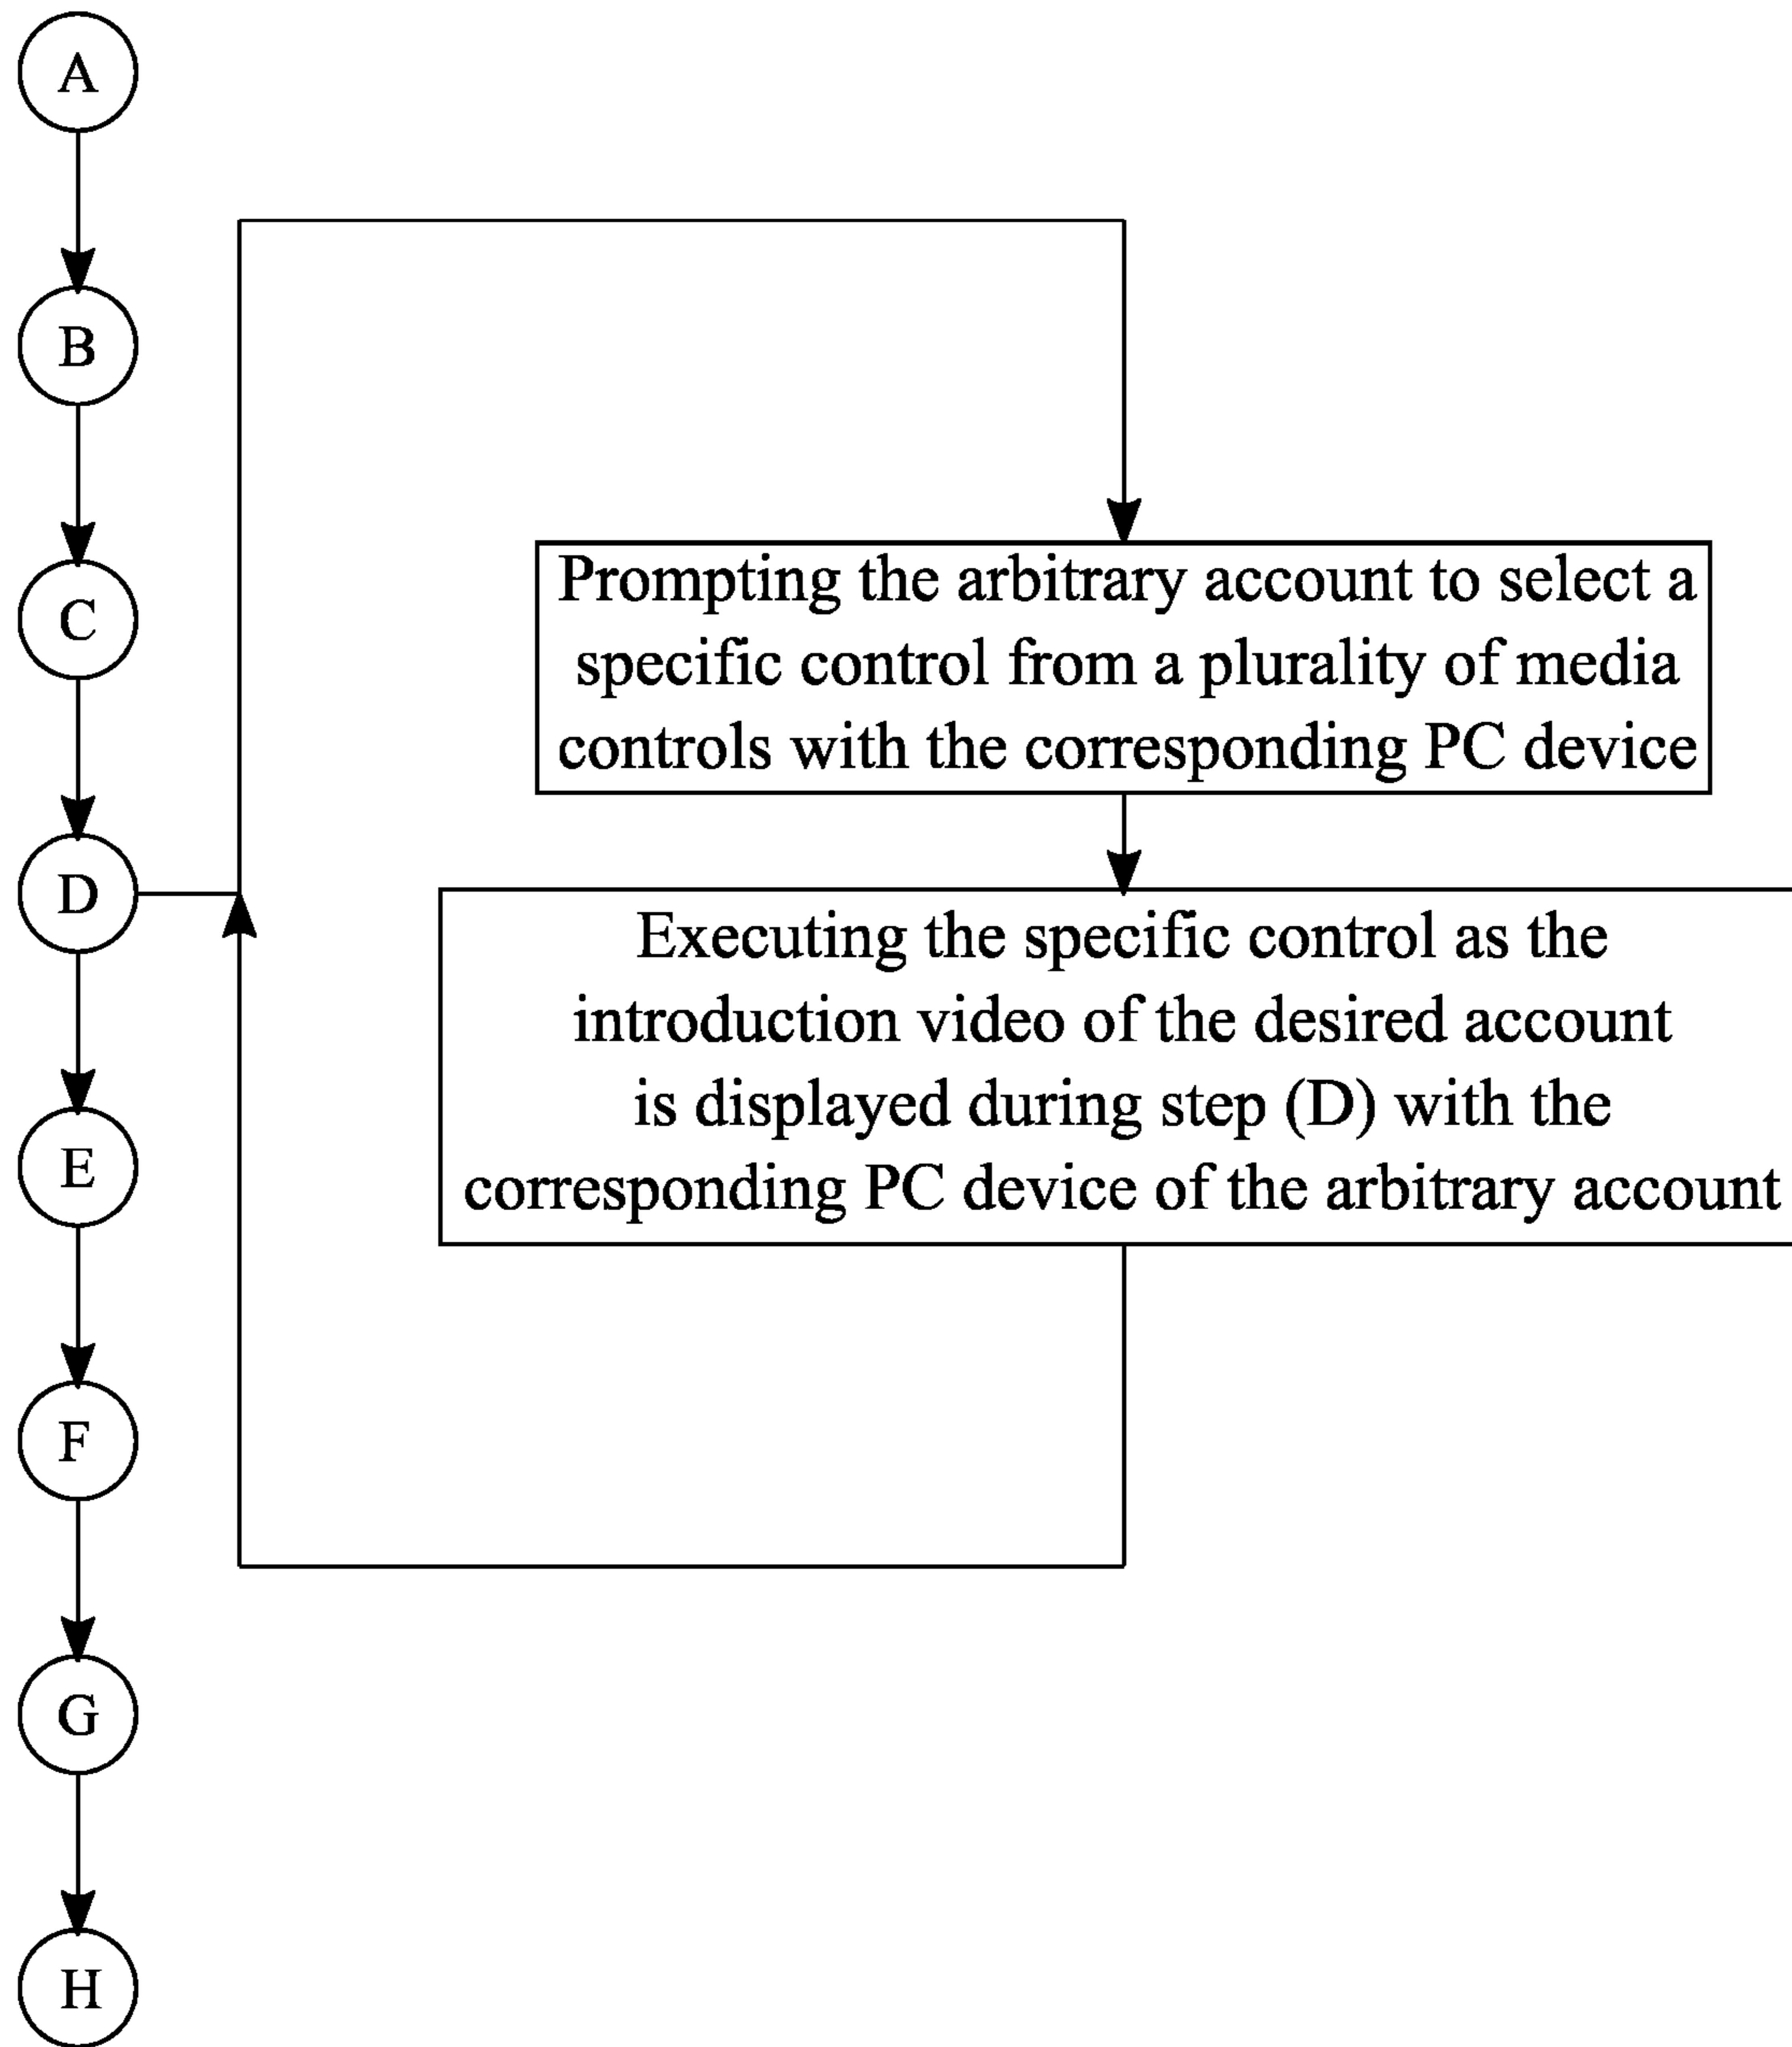 A
B
C
D
E
F
G
H
Prompting the arbitrary account to select a
specific control from a plurality of media
controls with the corresponding PC device
Executing the specific control as the
introduction video of the desired account
is displayed during step (D) with the
corresponding PC device of the arbitrary account